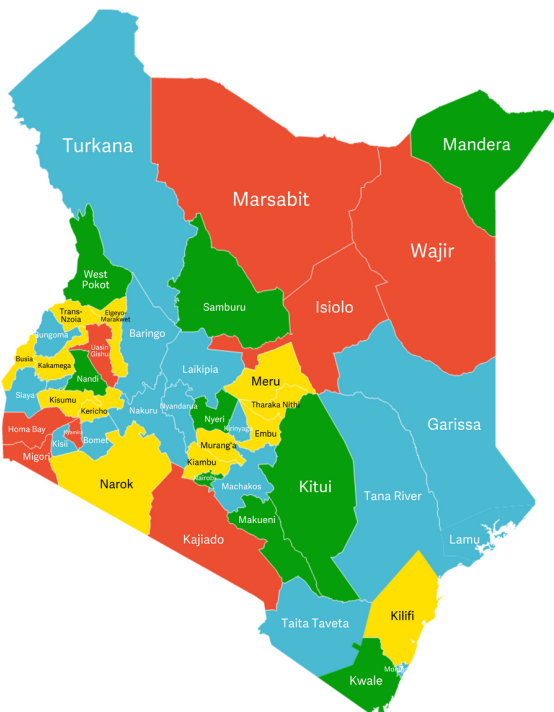 Turkana
Mandera
Marsabit
Wajir
West
Pokot
Samburu
Isiolo
Trans-
Nzoia
Elgeyo-
Marakwet
Bungoma
Baringo
Uasin
Gishu
Busia
Kakamega
Laikipia
Nandi
Meru
Siaya
Kisumu
Kericho
Nakuru
Nyandarua
Tharaka Nithi
Nyeri
Garissa
Homa Bay
Kisii
Bomet
Embu
Murang'a
Migori
Kiambu
Narok
Nairobi
Machakos
Kitui
Tana River
Makueni
Kajiado
Lamu
Kilifi
Taita Taveta
Kwale